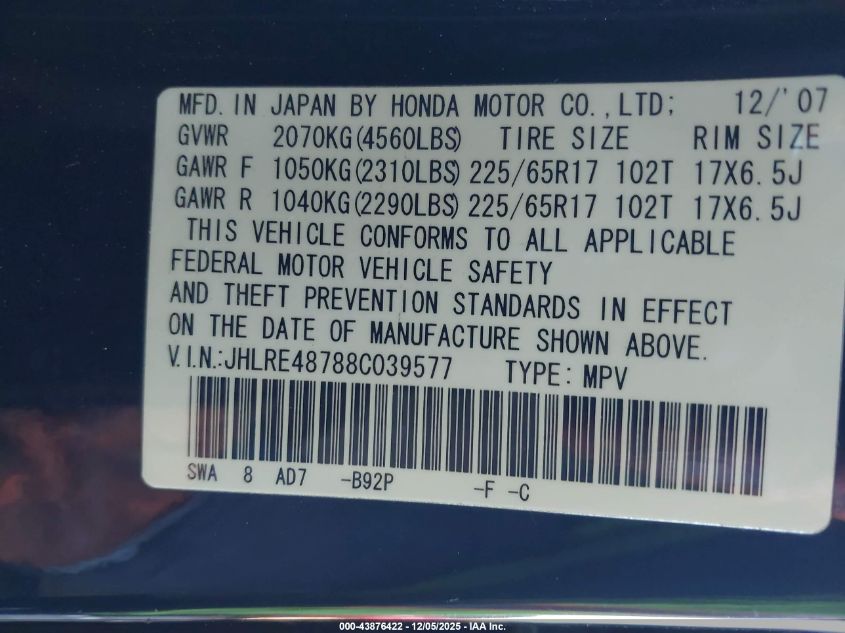 MFD. IN JAPAN BY HONDA MOTOR CO., LTD; 12/'07
GVWR 2070KG(4560LBS) TIRE SIZE RIM SIZE
GAWR F 1050KG(2310LBS) 225/65R17 102T 17X6.5J
GAWR R 1040KG(2290LBS) 225/65R17 102T 17X6.5J
THIS VEHICLE CONFORMS TO ALL APPLICABLE
FEDERAL MOTOR VEHICLE SAFETY
AND THEFT PREVENTION STANDARDS IN EFFECT
ON THE DATE OF MANUFACTURE SHOWN ABOVE.
V.I.N.:JHLRE48788C039577 TYPE: MPV
SWA 8 AD7 -B92P -F -C
000-43876422 - 12/05/2025 - IAA Inc.